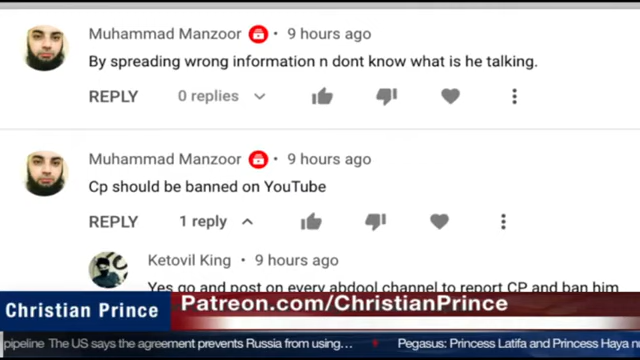 Muhammad Manzoor • 9 hours ago
By spreading wrong information n dont know what is he talking.
REPLY 0 replies
Muhammad Manzoor • 9 hours ago
Cp should be banned on YouTube
REPLY 1 reply
Ketovil King • 9 hours ago
Yes go and post on every abdool channel to report CP and ban him
Christian Prince
Patreon.com/ChristianPrince
pipeline The US says the agreement prevents Russia from using... Pegasus: Princess Latifa and Princess Haya n